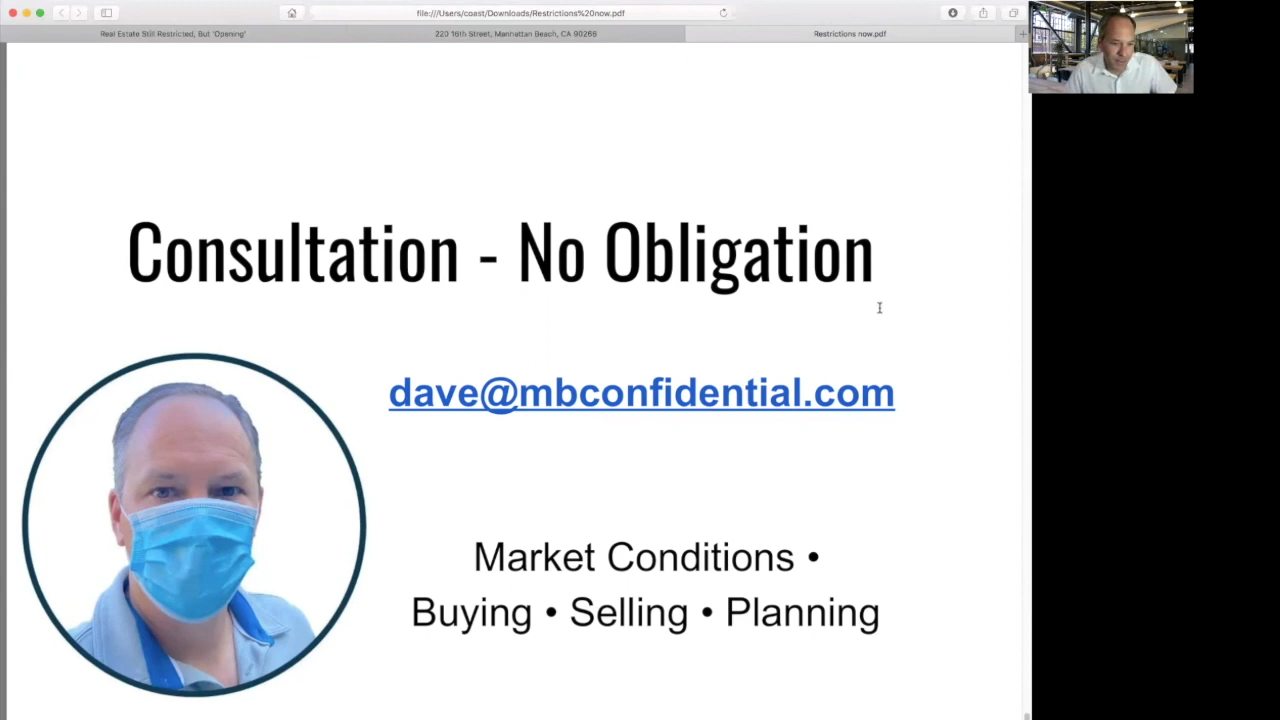 file:///Users/coast/Downloads/Restrictions%20now.pdf
Real Estate Still Restricted, But 'Opening'
220 16th Street, Manhattan Beach, CA 90266
Restrictions now.pdf
Consultation - No Obligation
dave@mbconfidential.com
Market Conditions •
Buying • Selling • Planning